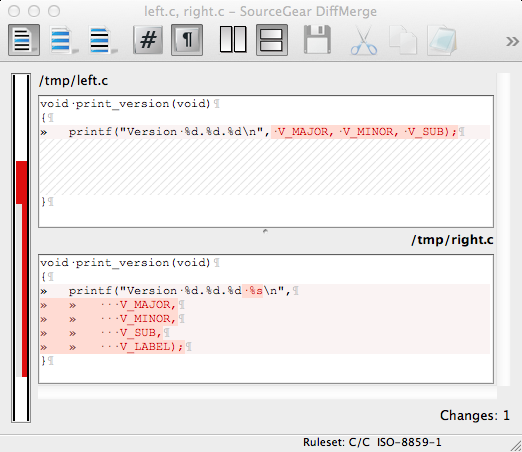 left.c, right.c – SourceGear DiffMerge
# ¶ »
/tmp/left.c
void·print_version(void)¶
{¶
»   printf("Version·%d.%d.%d\n",·V_MAJOR,·V_MINOR,·V_SUB);¶
}¶
/tmp/right.c
void·print_version(void)¶
{¶
»   printf("Version·%d.%d.%d·%s\n",¶
»   »   ···V_MAJOR,¶
»   »   ···V_MINOR,¶
»   »   ···V_SUB,¶
»   »   ···V_LABEL);¶
}¶
Changes: 1
Ruleset: C/C  ISO-8859-1